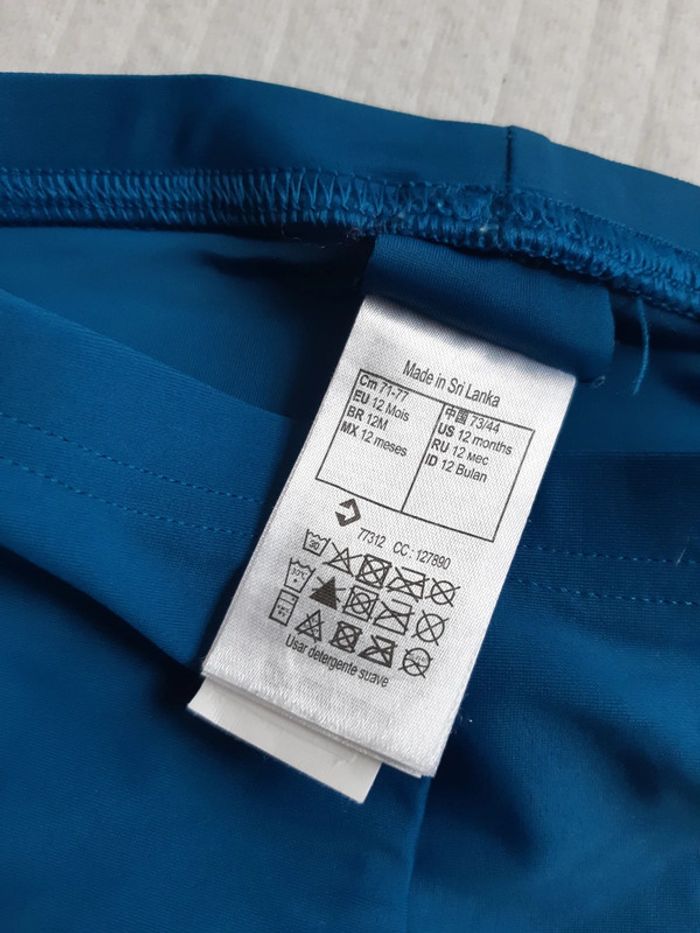 Made in Sri Lanka
Cm 71-77
EU 12 Mois
BR 12M
MX 12 meses
中国 73/44
US 12 months
RU 12 мес
ID 12 Bulan
77312 CC : 127890
30
Usar detergente suave